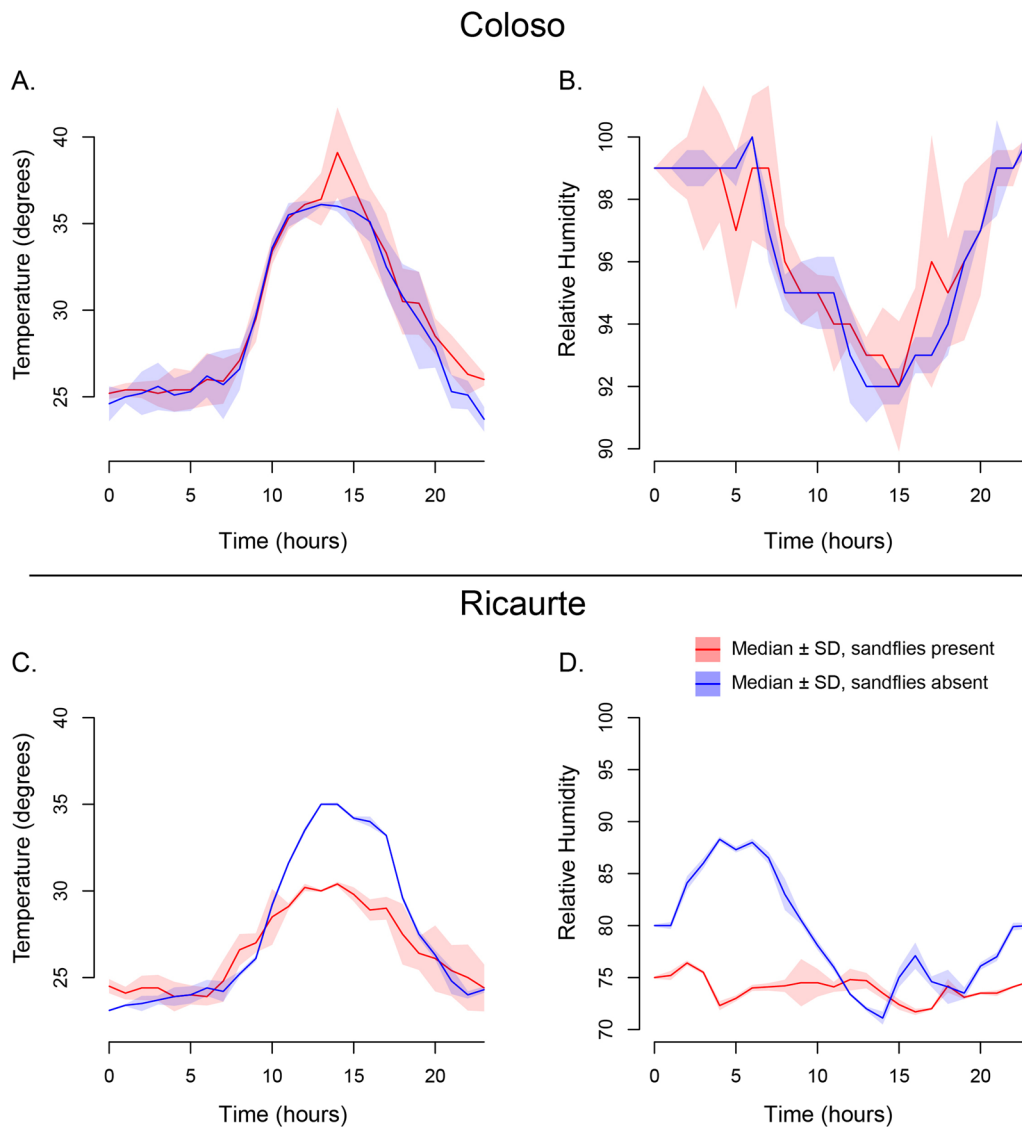 Coloso
A.
Temperature (degrees)
40
35
30
25
0 5 10 15 20
Time (hours)
B.
Relative Humidity
100
98
96
94
92
90
0 5 10 15 20
Time (hours)
Ricaurte
C.
Temperature (degrees)
40
35
30
25
0 5 10 15 20
Time (hours)
Median ± SD, sandflies present
Median ± SD, sandflies absent
D.
Relative Humidity
100
95
90
85
80
75
70
0 5 10 15 20
Time (hours)